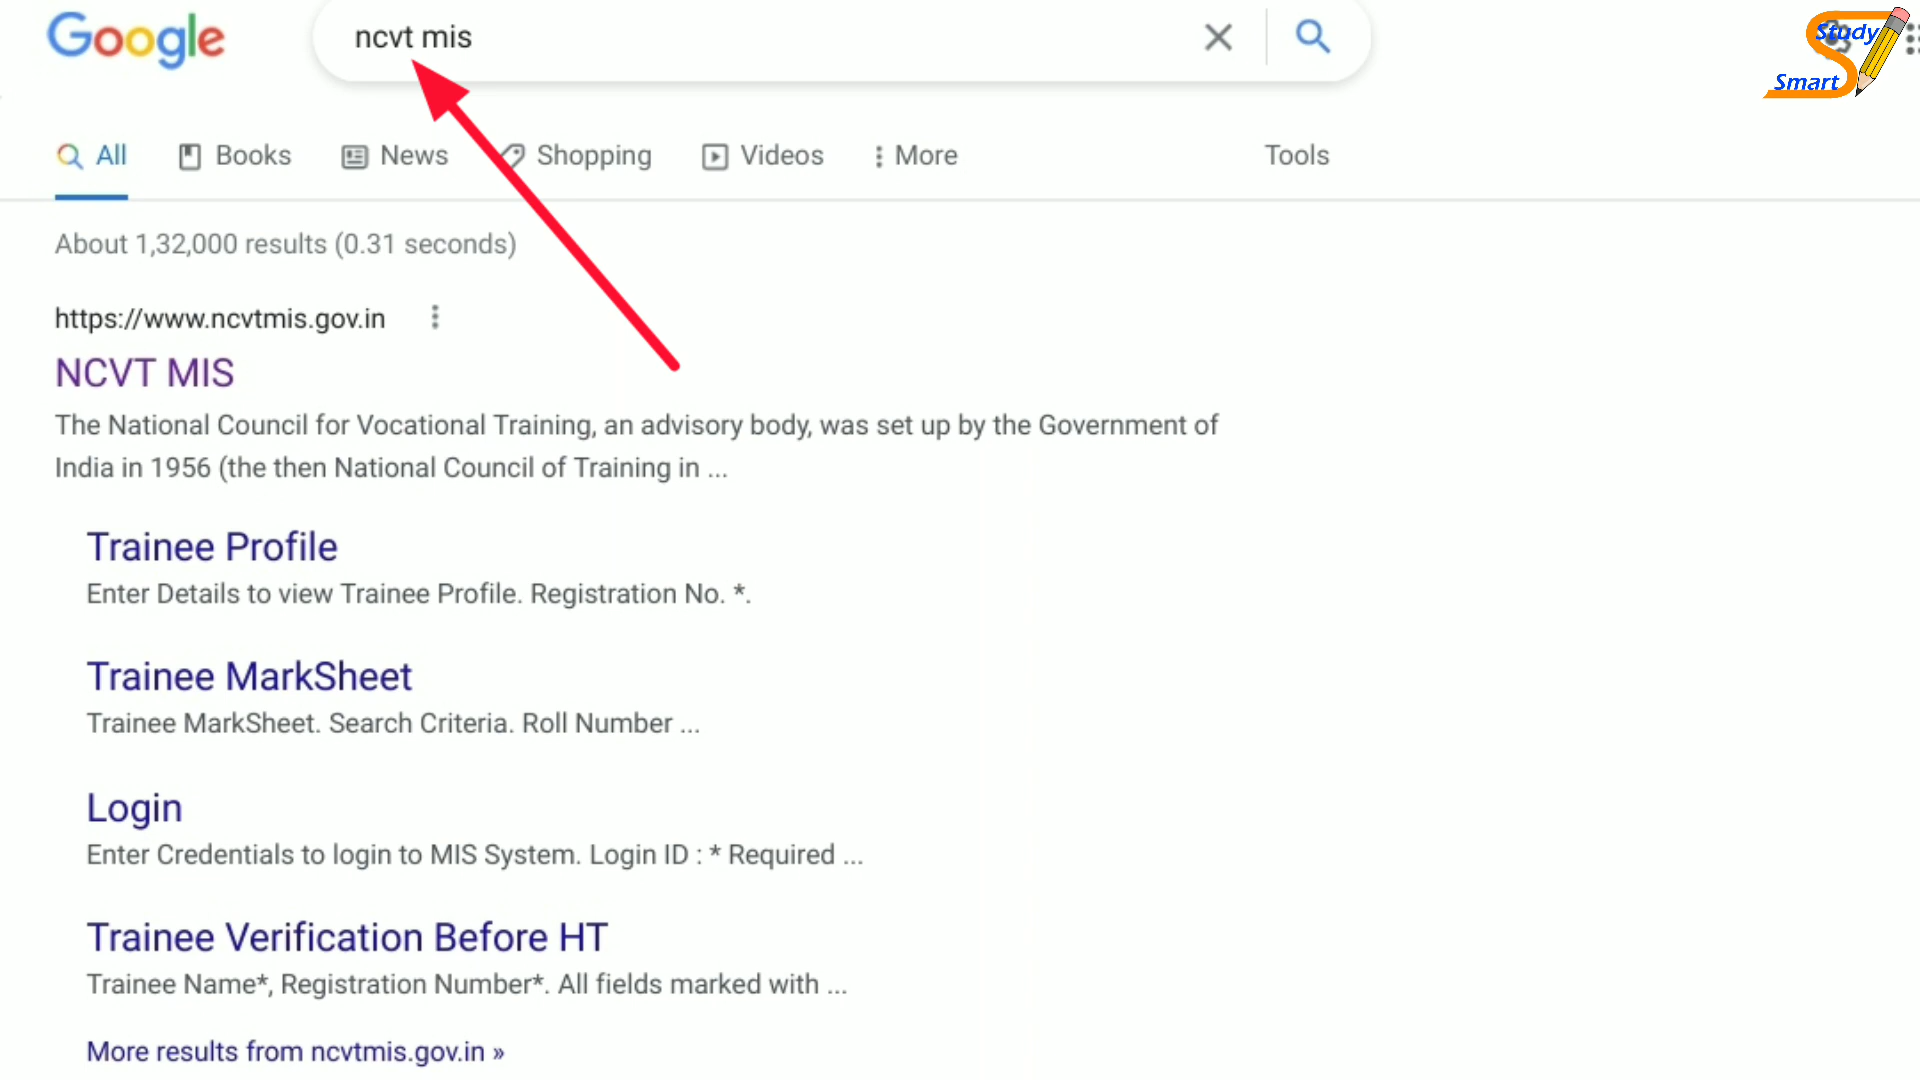 Google
ncvt mis
Study
Smart
All Books News Shopping Videos More Tools
About 1,32,000 results (0.31 seconds)
https://www.ncvtmis.gov.in
NCVT MIS
The National Council for Vocational Training, an advisory body, was set up by the Government of
India in 1956 (the then National Council of Training in ...
Trainee Profile
Enter Details to view Trainee Profile. Registration No. *.
Trainee MarkSheet
Trainee MarkSheet. Search Criteria. Roll Number ...
Login
Enter Credentials to login to MIS System. Login ID : * Required ...
Trainee Verification Before HT
Trainee Name*, Registration Number*. All fields marked with ...
More results from ncvtmis.gov.in »